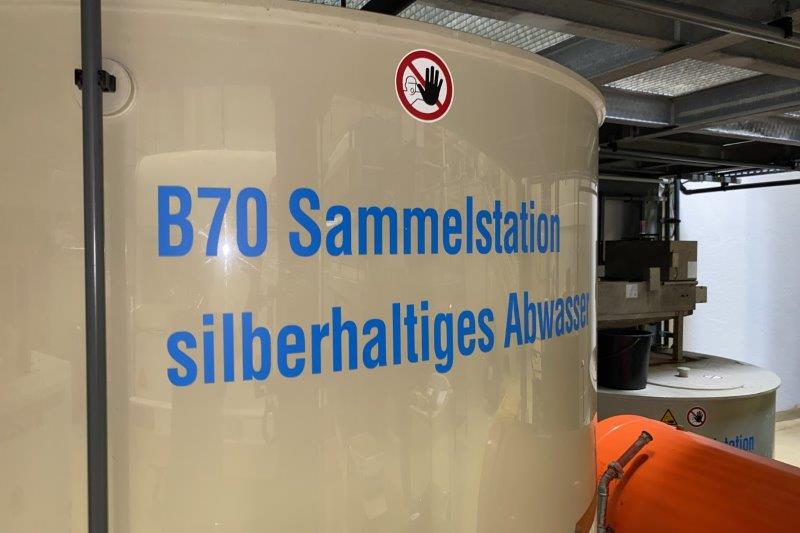 B70 Sammelstation
silberhaltiges Abwasser